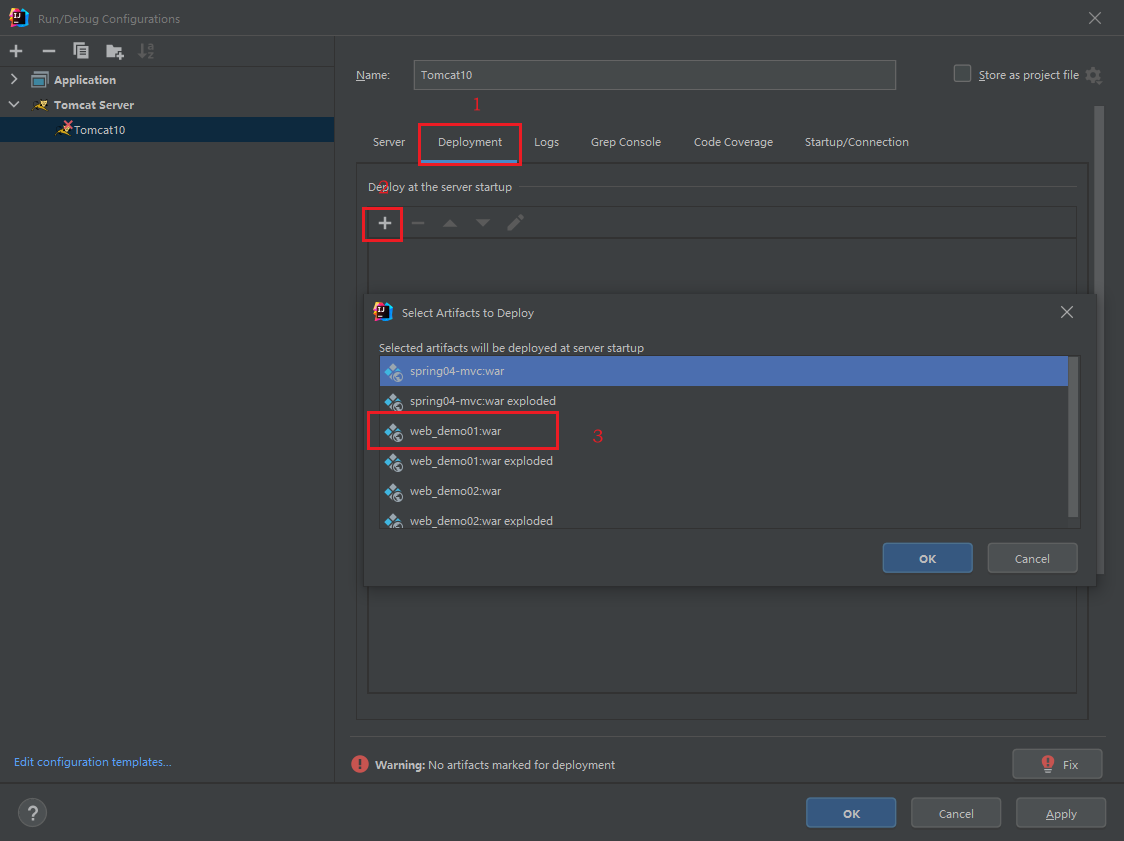 Run/Debug Configurations
Application
Tomcat Server
Tomcat10
Edit configuration templates...
Name:
Tomcat10
Store as project file
1
Server
Deployment
Logs
Grep Console
Code Coverage
Startup/Connection
Deploy at the server startup
2
Select Artifacts to Deploy
Selected artifacts will be deployed at server startup
spring04-mvc:war
spring04-mvc:war exploded
web_demo01:war
3
web_demo01:war exploded
web_demo02:war
web_demo02:war exploded
OK
Cancel
Warning: No artifacts marked for deployment
Fix
?
OK
Cancel
Apply